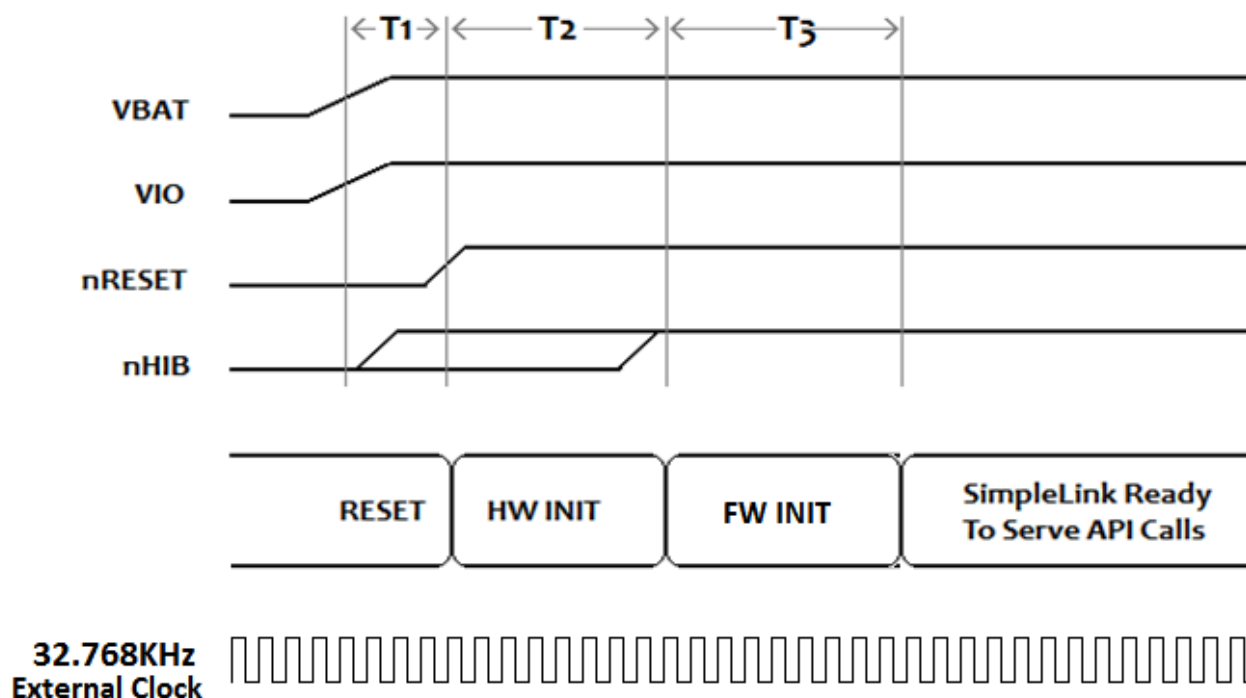 T1 T2 T3
VBAT
VIO
nRESET
nHIB
RESET
HW INIT
FW INIT
SimpleLink Ready
To Serve API Calls
32.768KHz
External Clock